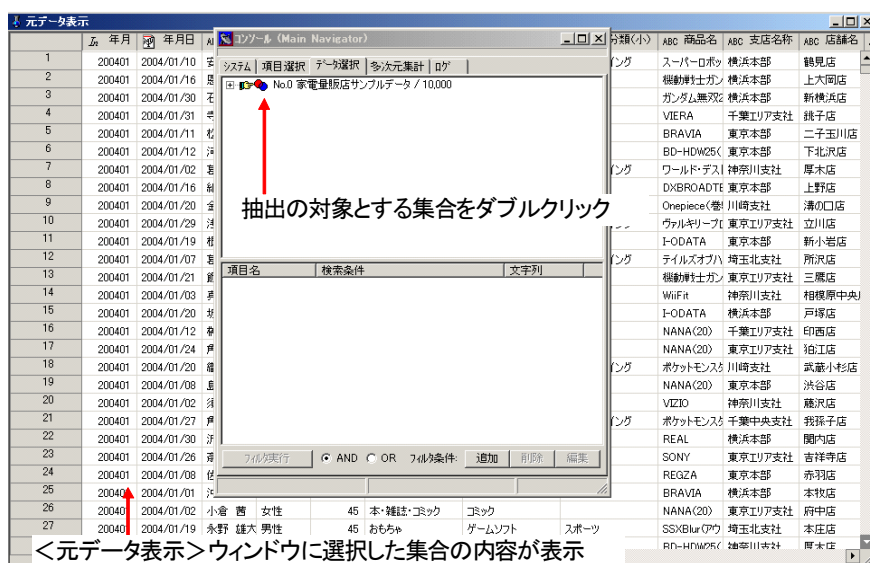 元データ表示
年月 年月日 分類(小) ABC 商品名 ABC 支店名称 ABC 店舗名
コンソール (Main Navigator)
システム 項目選択 データ選択 多次元集計 ログ
No.0 家電量販店サンプルデータ / 10,000
抽出の対象とする集合をダブルクリック
項目名 検索条件 文字列
フィルタ実行 AND OR フィルタ条件: 追加 削除 編集
1 200401 2004/01/10 スーパーロボッ 横浜本部 鶴見店
2 200401 2004/01/16 機動戦士ガン 横浜本部 上大岡店
3 200401 2004/01/30 ガンダム無双2 横浜本部 新横浜店
4 200401 2004/01/31 VIERA 千葉エリア支社 銚子店
5 200401 2004/01/11 BRAVIA 東京本部 二子玉川店
6 200401 2004/01/12 BD-HDW25( 東京本部 下北沢店
7 200401 2004/01/02 ワールド・デスト 神奈川支社 厚木店
8 200401 2004/01/16 DXBROADTE 東京本部 上野店
9 200401 2004/01/20 Onepiece(巻 川崎支社 溝の口店
10 200401 2004/01/29 ヴァルキリープロ 東京エリア支社 立川店
11 200401 2004/01/19 I-ODATA 東京本部 新小岩店
12 200401 2004/01/07 テイルズオブハ 埼玉北支社 所沢店
13 200401 2004/01/21 機動戦士ガン 東京エリア支社 三鷹店
14 200401 2004/01/03 WiiFit 神奈川支社 相模原中央
15 200401 2004/01/20 I-ODATA 横浜本部 戸塚店
16 200401 2004/01/12 NANA(20) 千葉エリア支社 印西店
17 200401 2004/01/24 NANA(20) 東京エリア支社 狛江店
18 200401 2004/01/20 ポケットモンスタ 川崎支社 武蔵小杉店
19 200401 2004/01/08 NANA(20) 東京本部 渋谷店
20 200401 2004/01/02 VIZIO 神奈川支社 藤沢店
21 200401 2004/01/27 ポケットモンスタ 千葉中央支社 我孫子店
22 200401 2004/01/30 REAL 横浜本部 関内店
23 200401 2004/01/26 SONY 東京エリア支社 吉祥寺店
24 200401 2004/01/08 REGZA 東京本部 赤羽店
25 200401 2004/01/01 BRAVIA 横浜本部 本牧店
26 20040 2004/01/02 小倉 茜 女性 45 本・雑誌・コミック コミック NANA(20) 東京エリア支社 府中店
27 20040 2004/01/19 永野 雄大 男性 45 おもちゃ ゲームソフト スポーツ SSXBlur(アウ 埼玉北支社 本庄店
＜元データ表示＞ウィンドウに選択した集合の内容が表示
BD-HDW25( 神奈川支社 厚木店